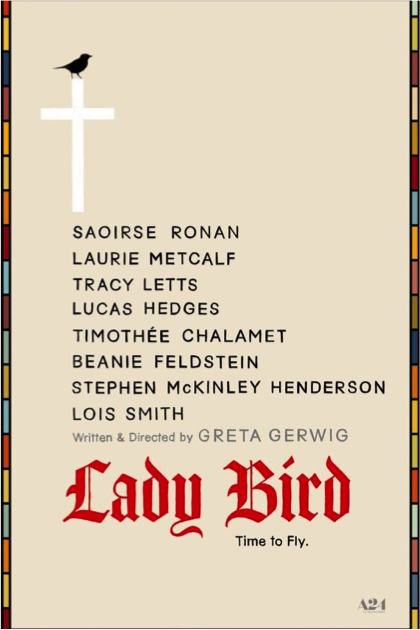 SAOIRSE RONAN
LAURIE METCALF
TRACY LETTS
LUCAS HEDGES
TIMOTHÉE CHALAMET
BEANIE FELDSTEIN
STEPHEN McKINLEY HENDERSON
LOIS SMITH
Written & Directed by GRETA GERWIG
Lady Bird
Time to Fly.
A24